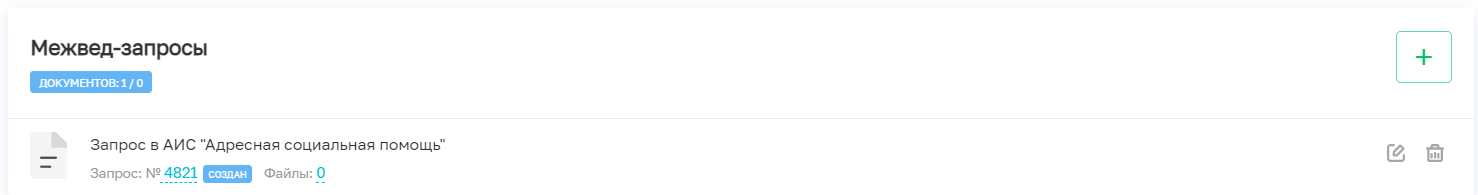 Межвед-запросы
ДОКУМЕНТОВ: 1 / 0
Запрос в АИС "Адресная социальная помощь"
Запрос: № 4821 СОЗДАН Файлы: 0